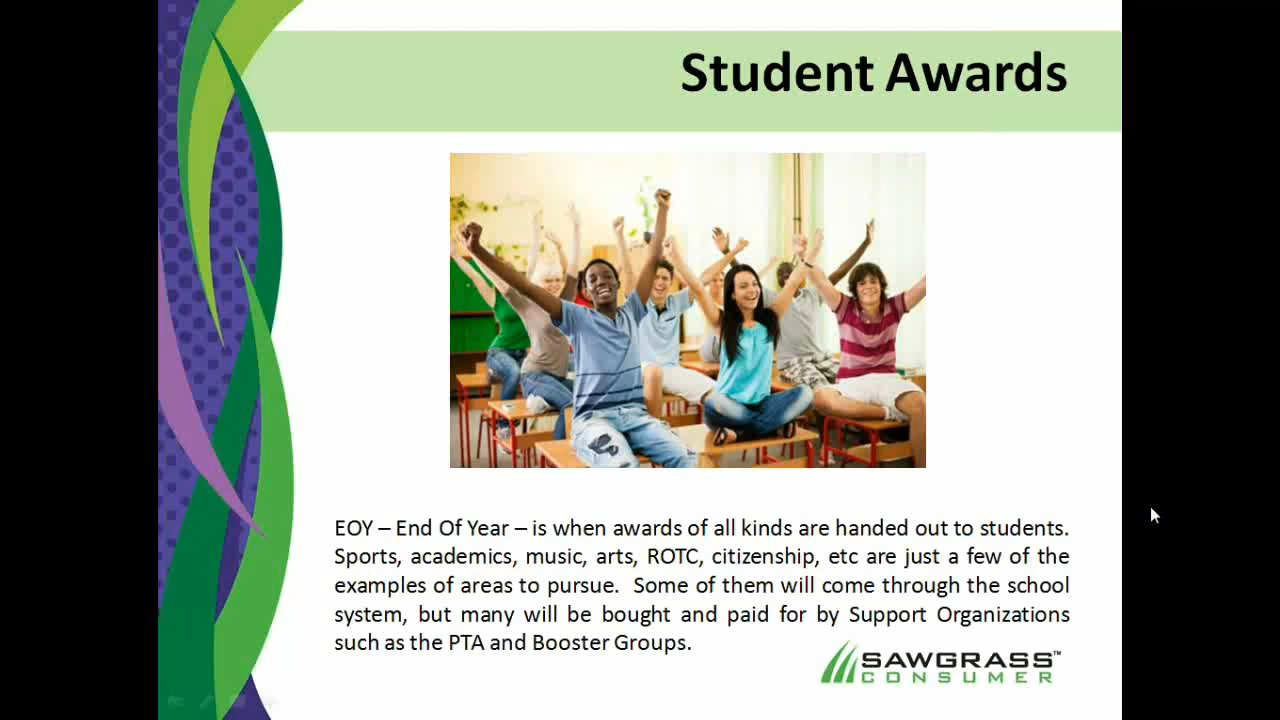 Student Awards
EOY – End Of Year – is when awards of all kinds are handed out to students.
Sports, academics, music, arts, ROTC, citizenship, etc are just a few of the
examples of areas to pursue.  Some of them will come through the school
system, but many will be bought and paid for by Support Organizations
such as the PTA and Booster Groups.
SAWGRASS™
CONSUMER